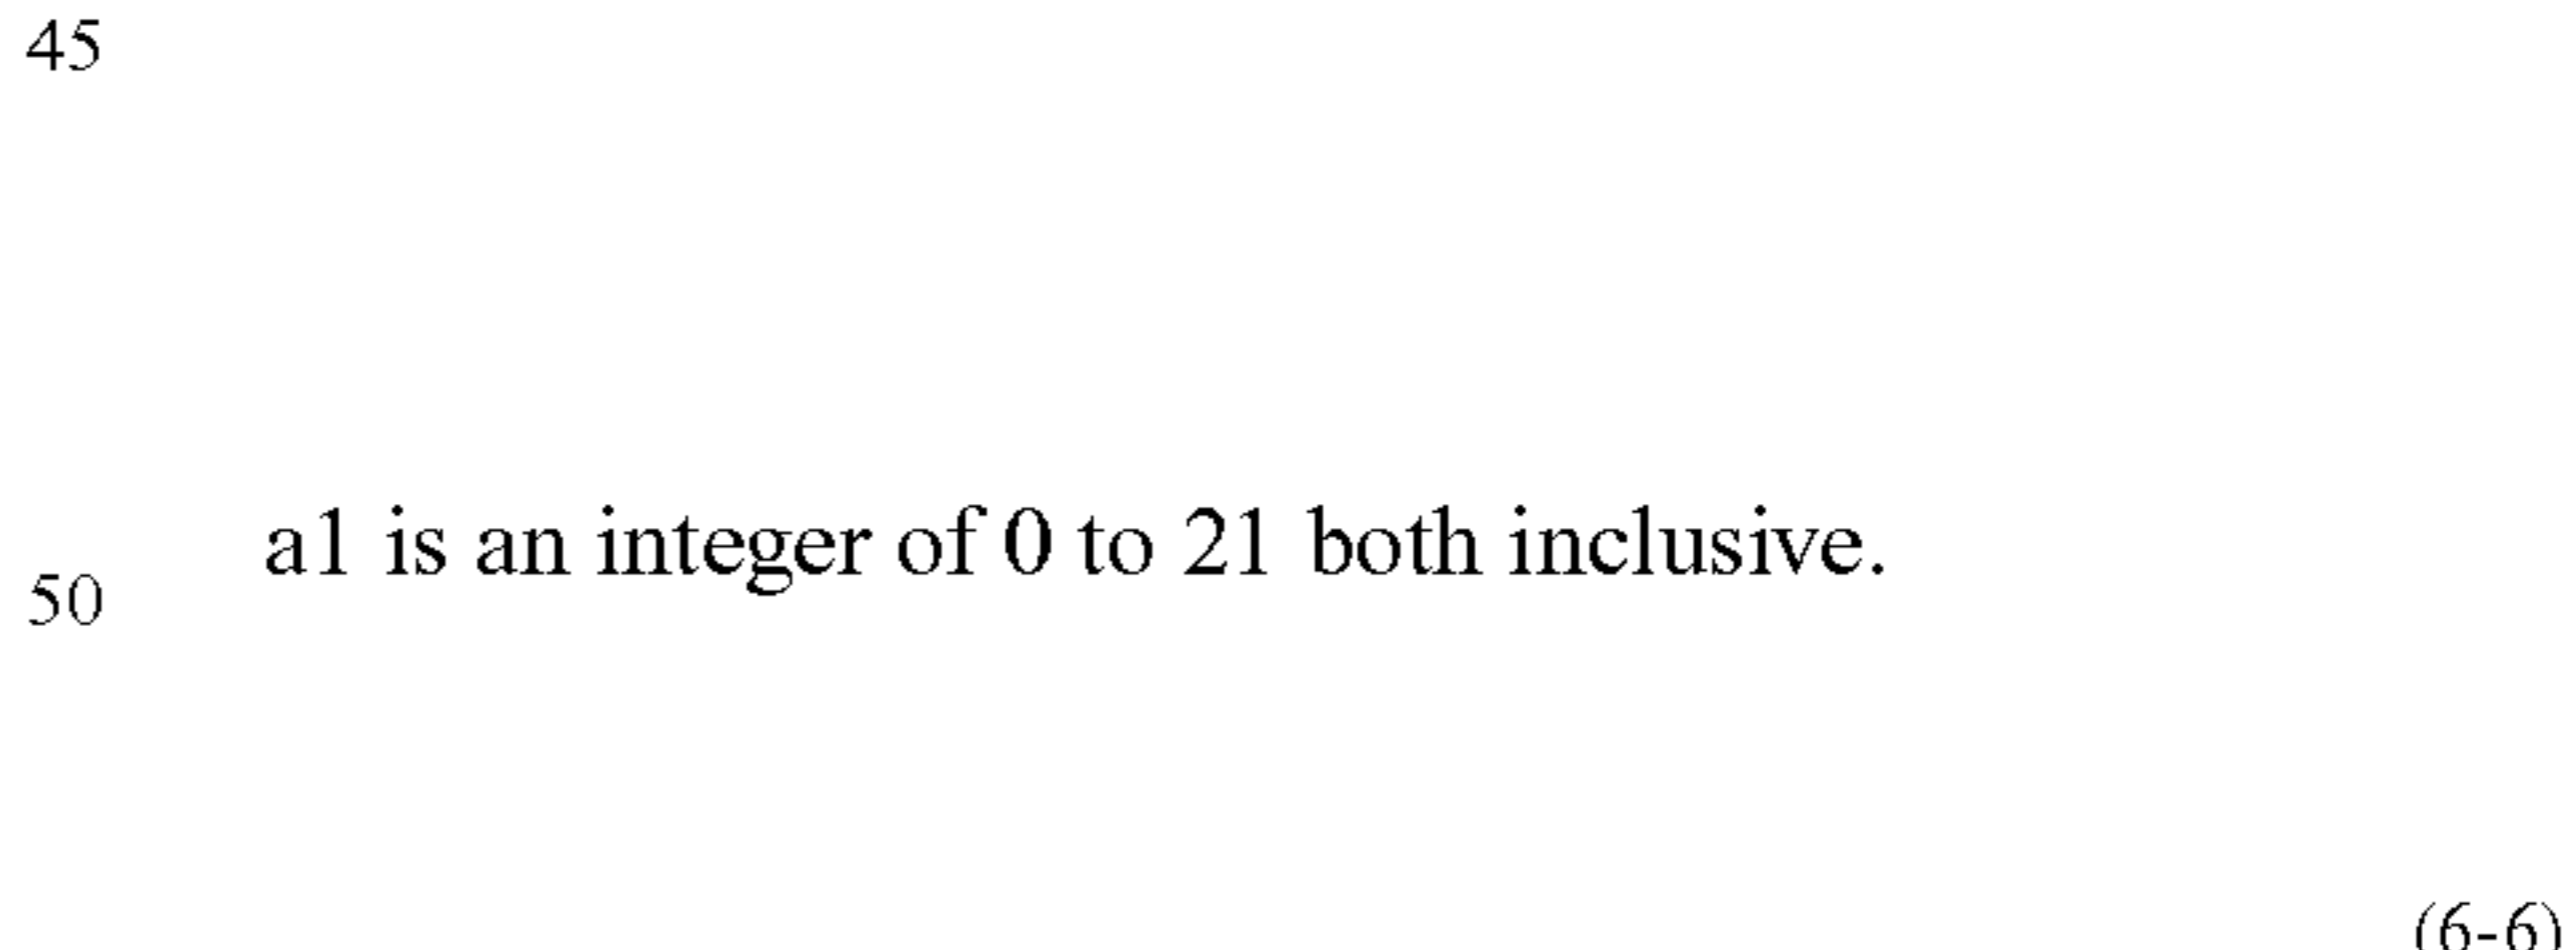 45
a1 is an integer of 0 to 21 both inclusive.
50
(6-6)